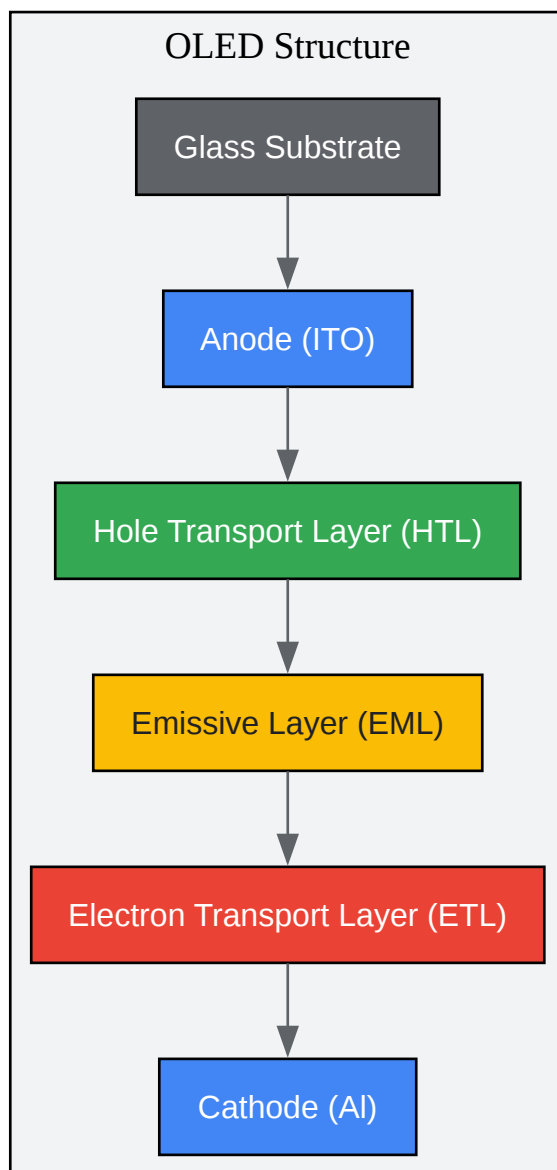 OLED Structure
Glass Substrate
Anode (ITO)
Hole Transport Layer (HTL)
Emissive Layer (EML)
Electron Transport Layer (ETL)
Cathode (Al)